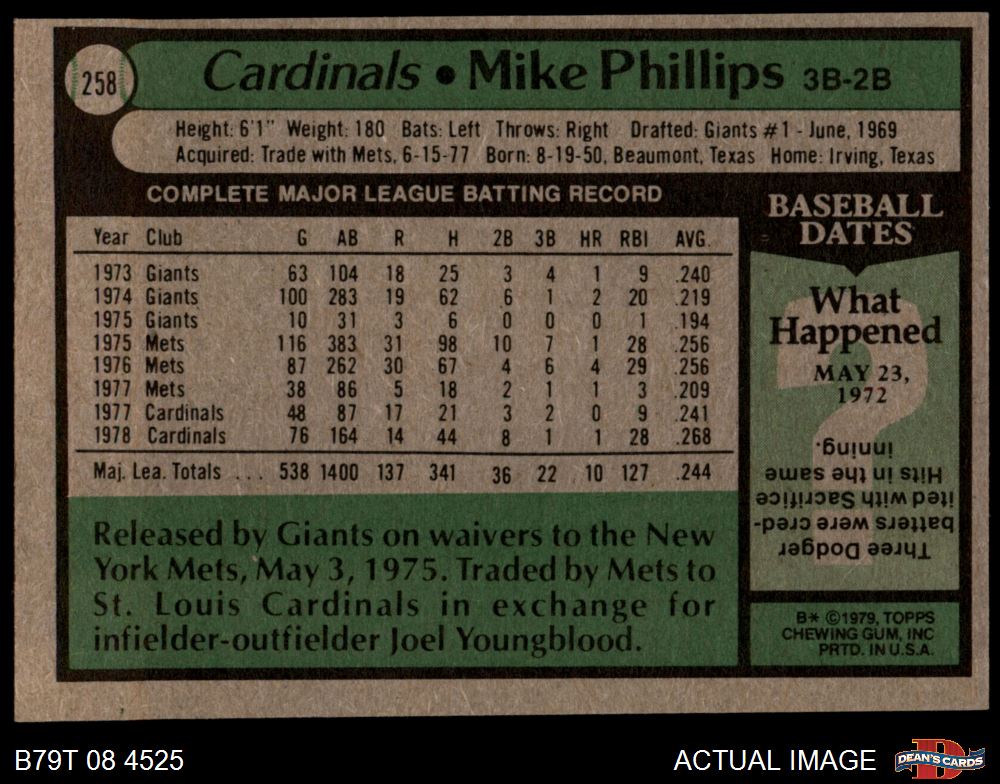 258
Cardinals • Mike Phillips 3B-2B
Height: 6'1" Weight: 180 Bats: Left Throws: Right Drafted: Giants #1 - June, 1969
Acquired: Trade with Mets, 6-15-77 Born: 8-19-50, Beaumont, Texas Home: Irving, Texas
COMPLETE MAJOR LEAGUE BATTING RECORD
Year Club G AB R H 2B 3B HR RBI AVG.
1973 Giants 63 104 18 25 3 4 1 9 .240
1974 Giants 100 283 19 62 6 1 2 20 .219
1975 Giants 10 31 3 6 0 0 0 1 .194
1975 Mets 116 383 31 98 10 7 1 28 .256
1976 Mets 87 262 30 67 4 6 4 29 .256
1977 Mets 38 86 5 18 2 1 1 3 .209
1977 Cardinals 48 87 17 21 3 2 0 9 .241
1978 Cardinals 76 164 14 44 8 1 1 28 .268
Maj. Lea. Totals ... 538 1400 137 341 36 22 10 127 .244
Released by Giants on waivers to the New
York Mets, May 3, 1975. Traded by Mets to
St. Louis Cardinals in exchange for
infielder-outfielder Joel Youngblood.
BASEBALL
DATES
What
Happened
MAY 23,
1972
Three Dodger
batters were cred-
ited with Sacrifice
Hits in the same
inning.
B* ©1979, TOPPS
CHEWING GUM, INC
PRTD. IN U.S.A.
B79T 08 4525
ACTUAL IMAGE
D
DEAN'S CARDS